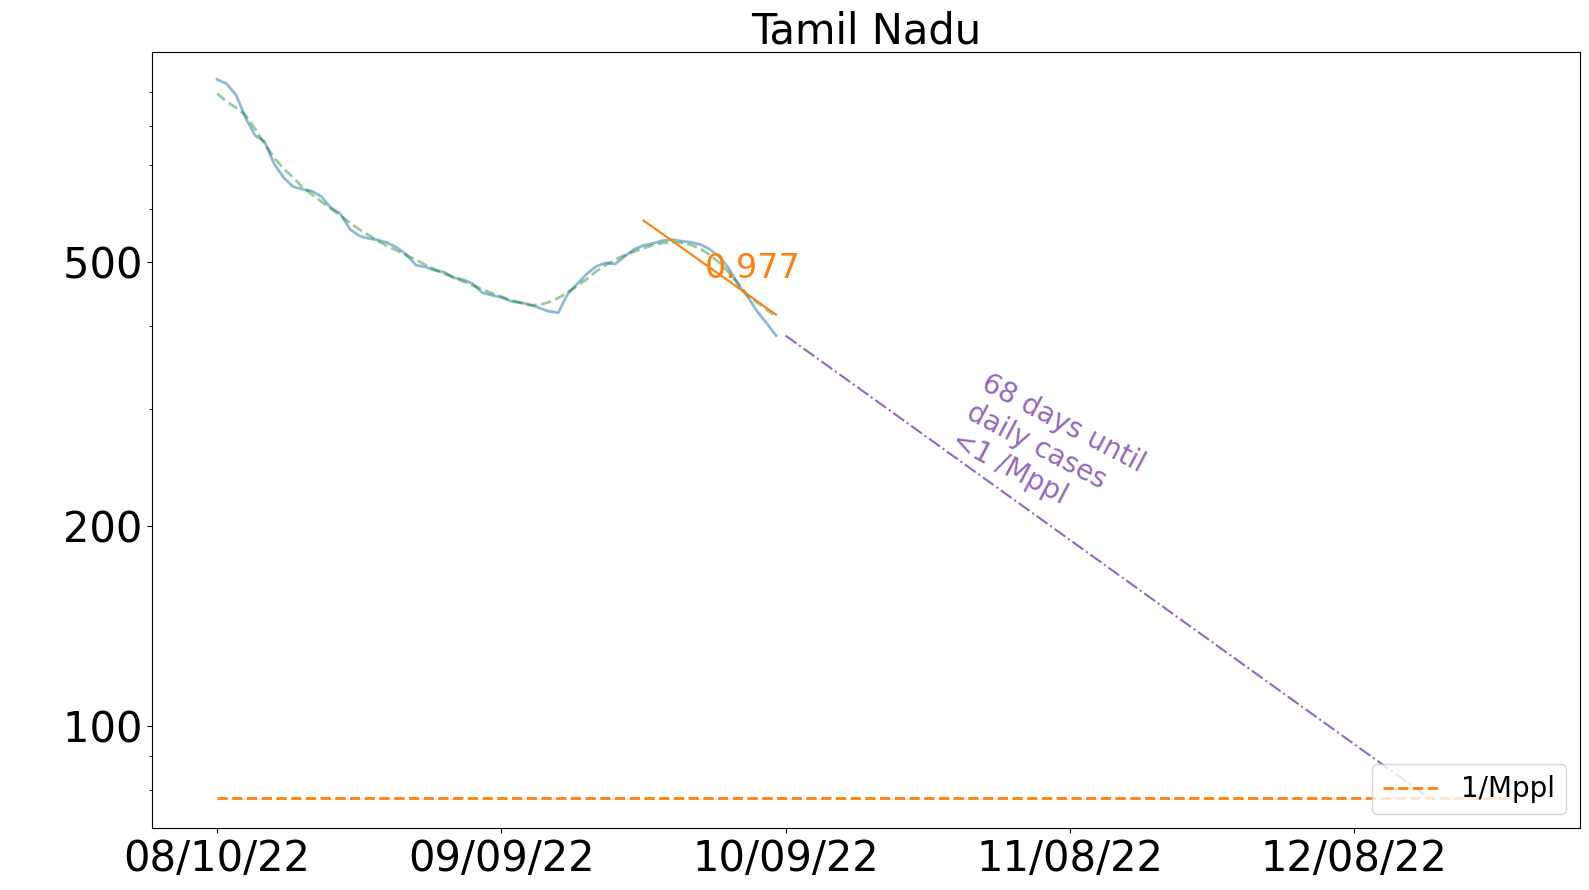 Tamil Nadu
500
200
100
0.977
68 days until
daily cases
<1 /Mppl
1/Mppl
08/10/22
09/09/22
10/09/22
11/08/22
12/08/22